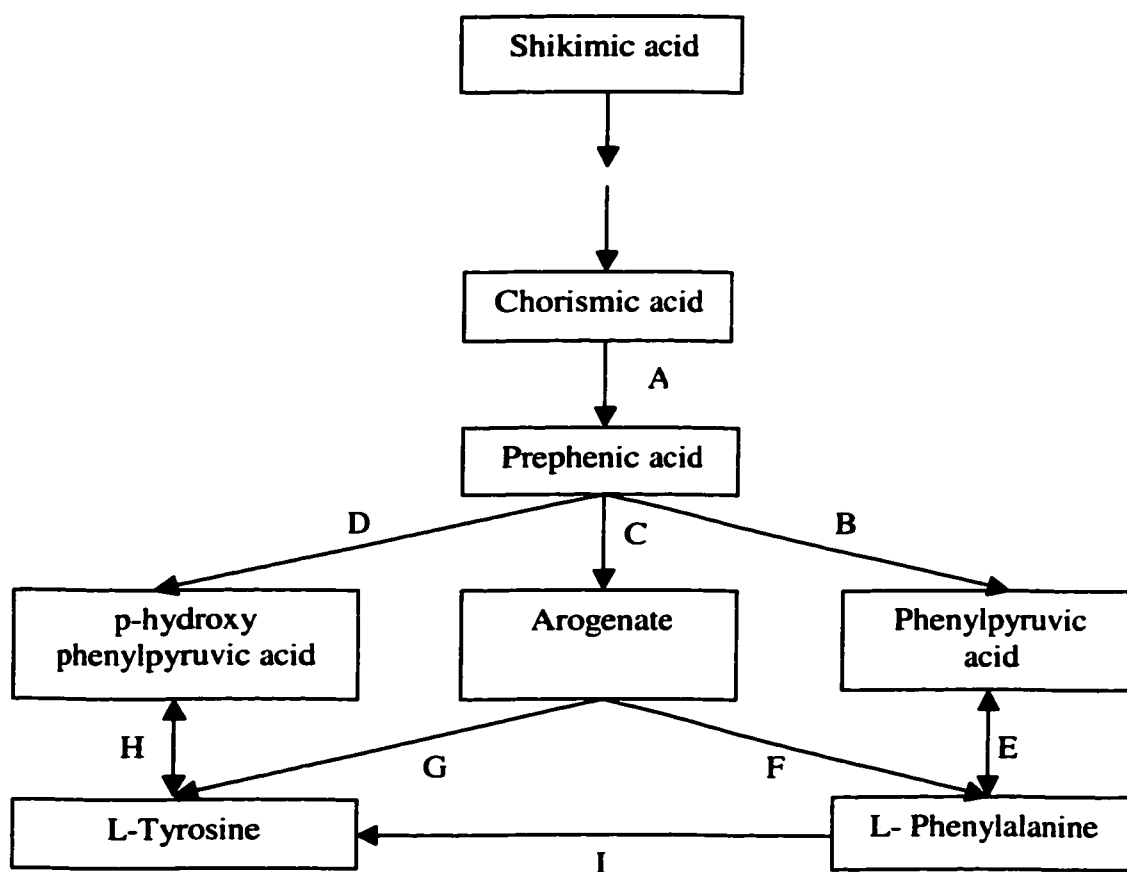 Shikimic acid
Chorismic acid
A
Prephenic acid
D
C
B
p-hydroxy
phenylpyruvic acid
Arogenate
Phenylpyruvic
acid
H
G
F
E
L-Tyrosine
L- Phenylalanine
I